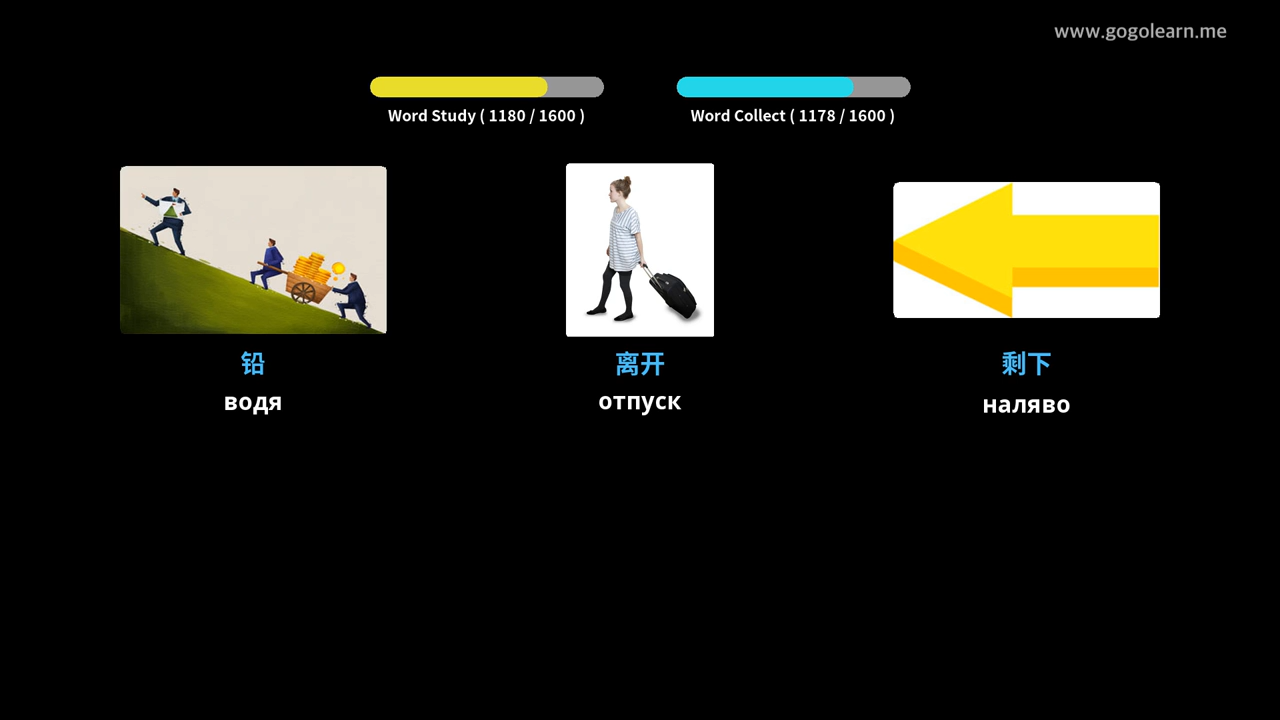 www.gogolearn.me
Word Study ( 1180 / 1600 )
Word Collect ( 1178 / 1600 )
铅
водя
离开
отпуск
剩下
наляво